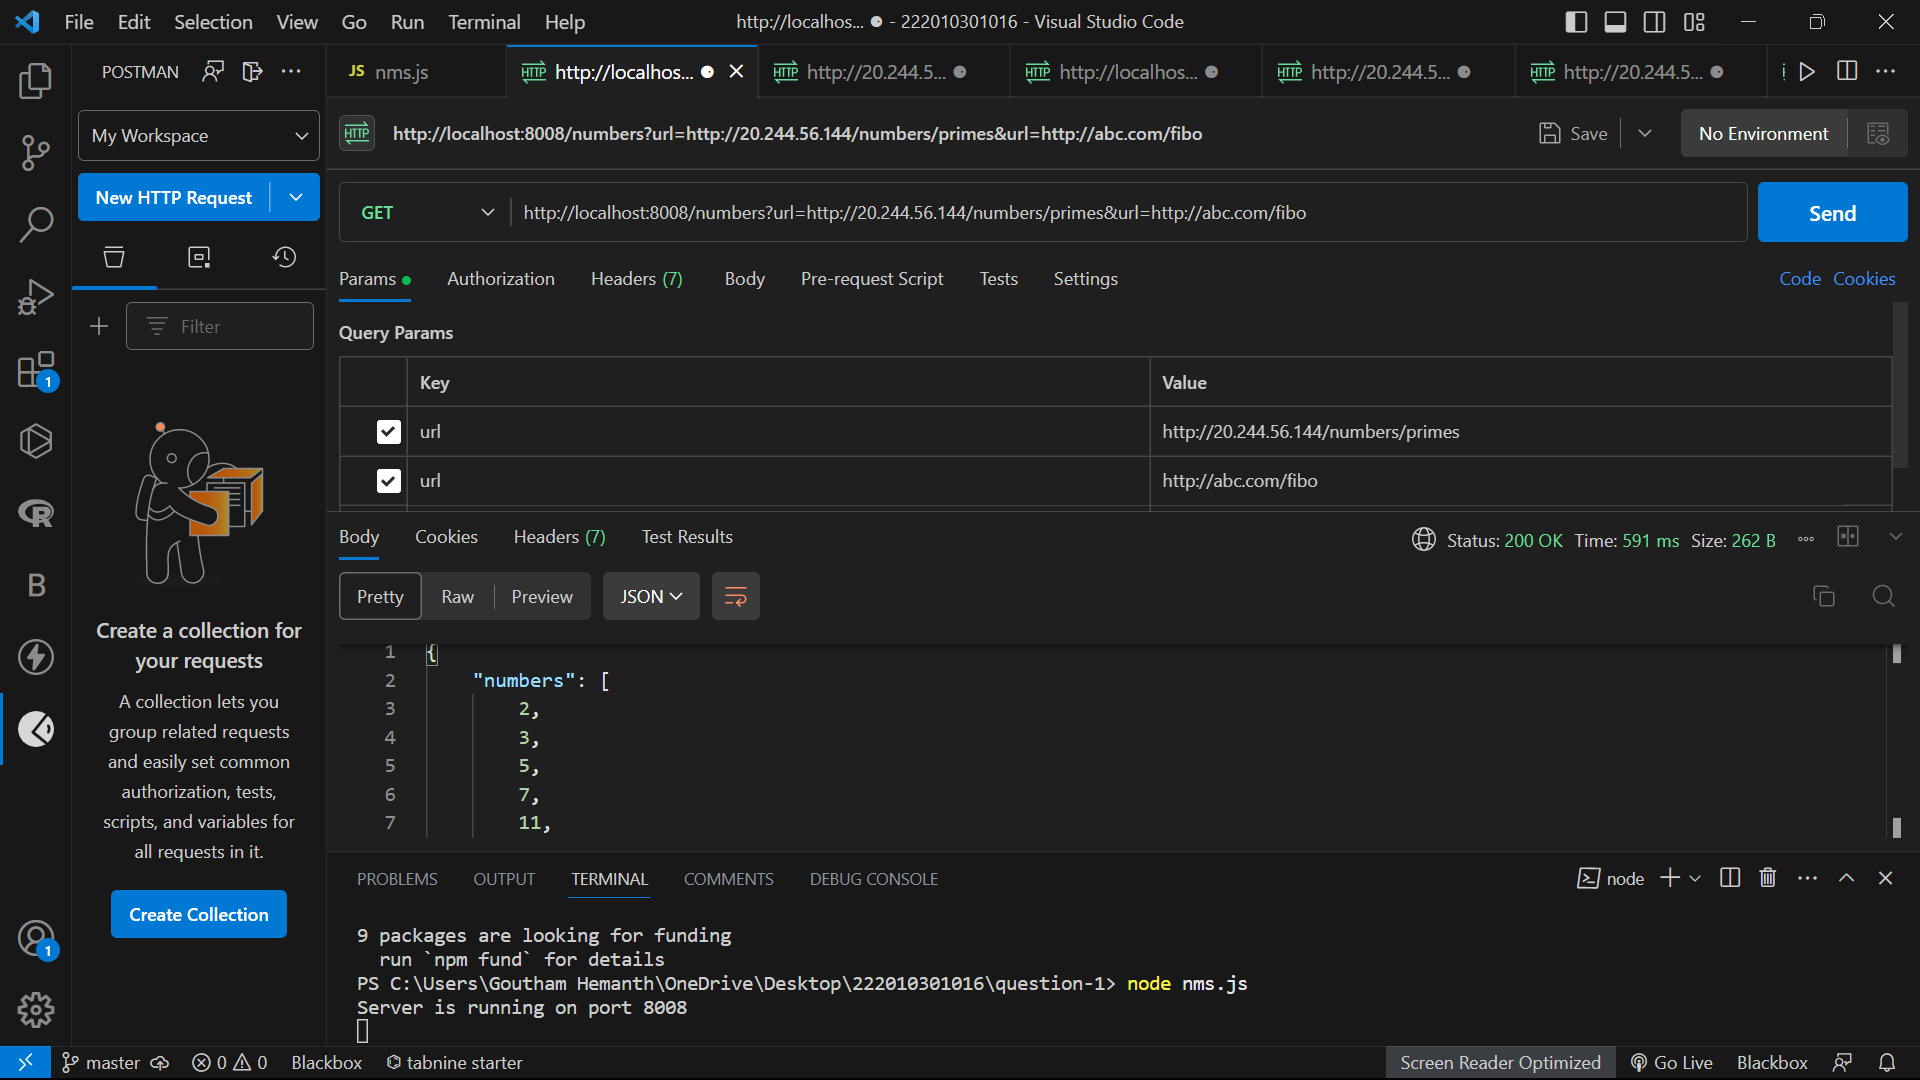 File Edit Selection View Go Run Terminal Help
http://localhos... ● - 222010301016 - Visual Studio Code
POSTMAN
JS nms.js
HTTP http://localhos...
HTTP http://20.244.5...
HTTP http://localhos...
HTTP http://20.244.5...
HTTP http://20.244.5...
My Workspace
HTTP http://localhost:8008/numbers?url=http://20.244.56.144/numbers/primes&url=http://abc.com/fibo
Save
No Environment
New HTTP Request
GET http://localhost:8008/numbers?url=http://20.244.56.144/numbers/primes&url=http://abc.com/fibo
Send
Params Authorization Headers (7) Body Pre-request Script Tests Settings
Code Cookies
Filter
Query Params
Key Value
url http://20.244.56.144/numbers/primes
url http://abc.com/fibo
1
R
B
Create a collection for
your requests
A collection lets you
group related requests
and easily set common
authorization, tests,
scripts, and variables for
all requests in it.
Create Collection
1
Body Cookies Headers (7) Test Results
Status: 200 OK Time: 591 ms Size: 262 B
Pretty Raw Preview JSON
1 {
2 "numbers": [
3 2,
4 3,
5 5,
6 7,
7 11,
PROBLEMS OUTPUT TERMINAL COMMENTS DEBUG CONSOLE
node
9 packages are looking for funding
run `npm fund` for details
PS C:\Users\Goutham Hemanth\OneDrive\Desktop\222010301016\question-1> node nms.js
Server is running on port 8008
master 0 0 Blackbox tabnine starter
Screen Reader Optimized Go Live Blackbox